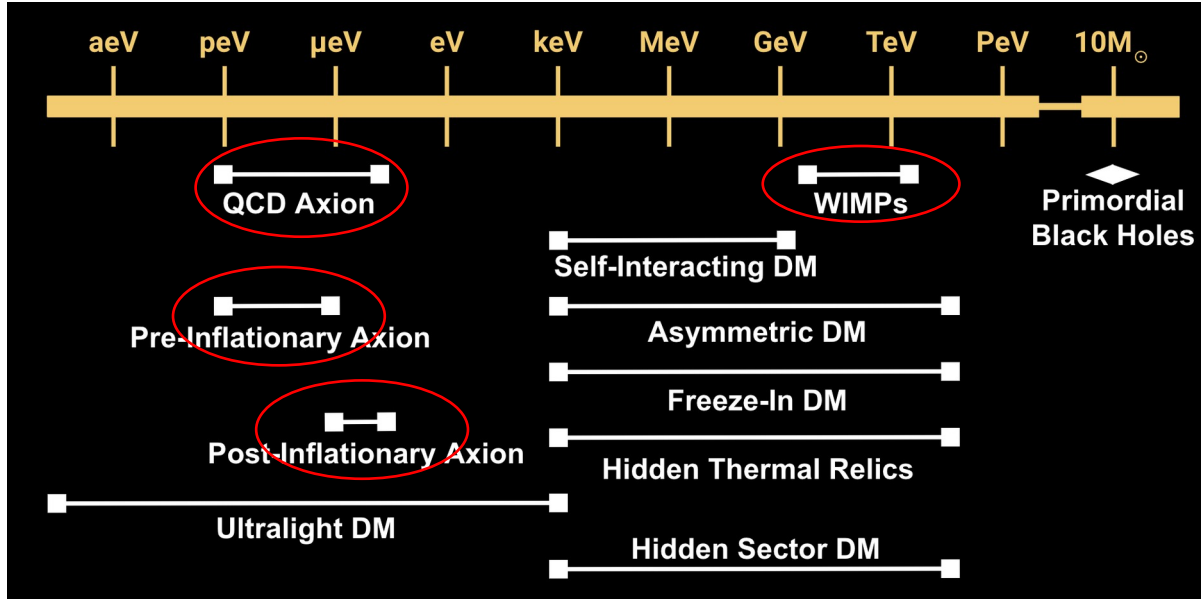 aeV peV μeV eV keV MeV GeV TeV PeV 10M☉
QCD Axion
WIMPs
Primordial
Black Holes
Self-Interacting DM
Pre-Inflationary Axion
Asymmetric DM
Freeze-In DM
Post-Inflationary Axion
Hidden Thermal Relics
Ultralight DM
Hidden Sector DM